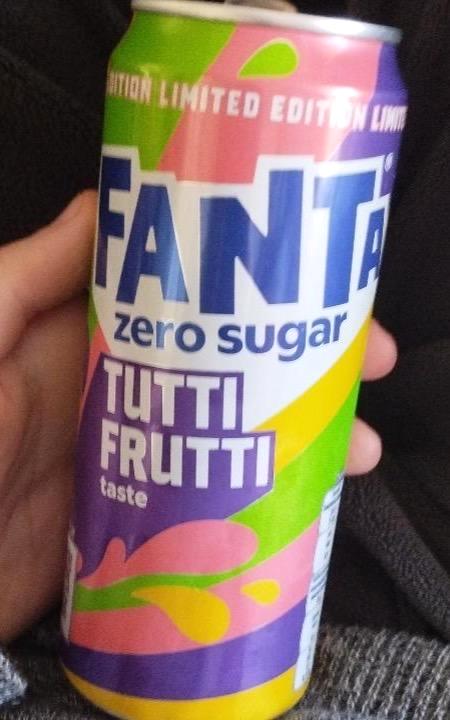 LIMITED EDITION
FANTA®
zero sugar
TUTTI
FRUTTI
taste